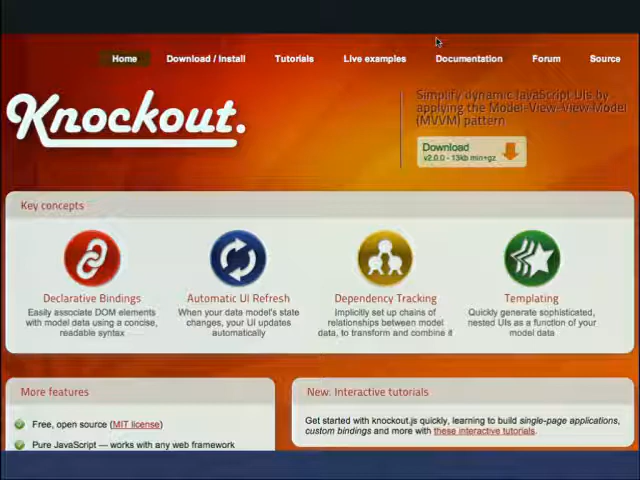 Home Download / Install Tutorials Live examples Documentation Forum Source
Knockout.
Simplify dynamic JavaScript UIs by
applying the Model-View-View Model
(MVVM) pattern
Download
v2.0.0 - 13kb min+gz
Key concepts
Declarative Bindings
Easily associate DOM elements
with model data using a concise,
readable syntax
Automatic UI Refresh
When your data model's state
changes, your UI updates
automatically
Dependency Tracking
Implicitly set up chains of
relationships between model
data, to transform and combine it
Templating
Quickly generate sophisticated,
nested UIs as a function of your
model data
More features
Free, open source (MIT license)
Pure JavaScript — works with any web framework
New: Interactive tutorials
Get started with knockout.js quickly, learning to build single-page applications,
custom bindings and more with these interactive tutorials.